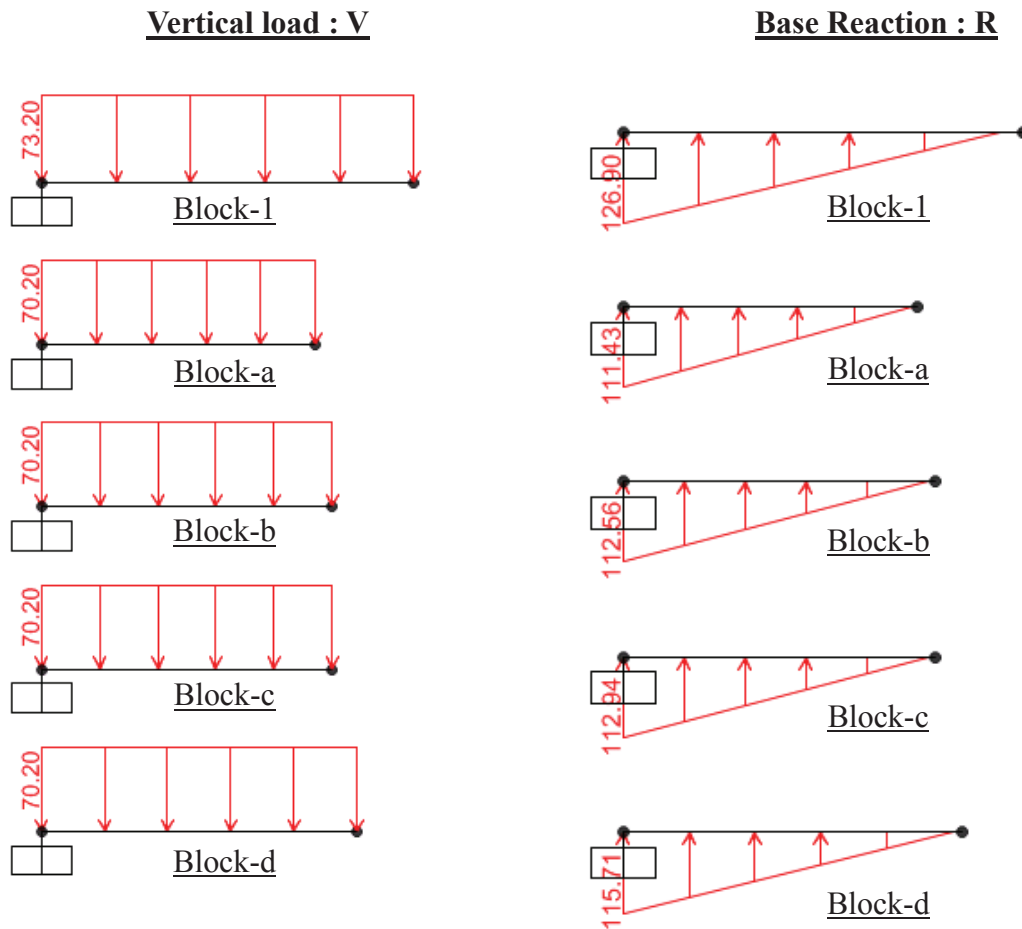 Vertical load : V
73.20
Block-1
70.20
Block-a
70.20
Block-b
70.20
Block-c
70.20
Block-d
Base Reaction : R
126.90
Block-1
111.43
Block-a
112.56
Block-b
112.94
Block-c
115.71
Block-d